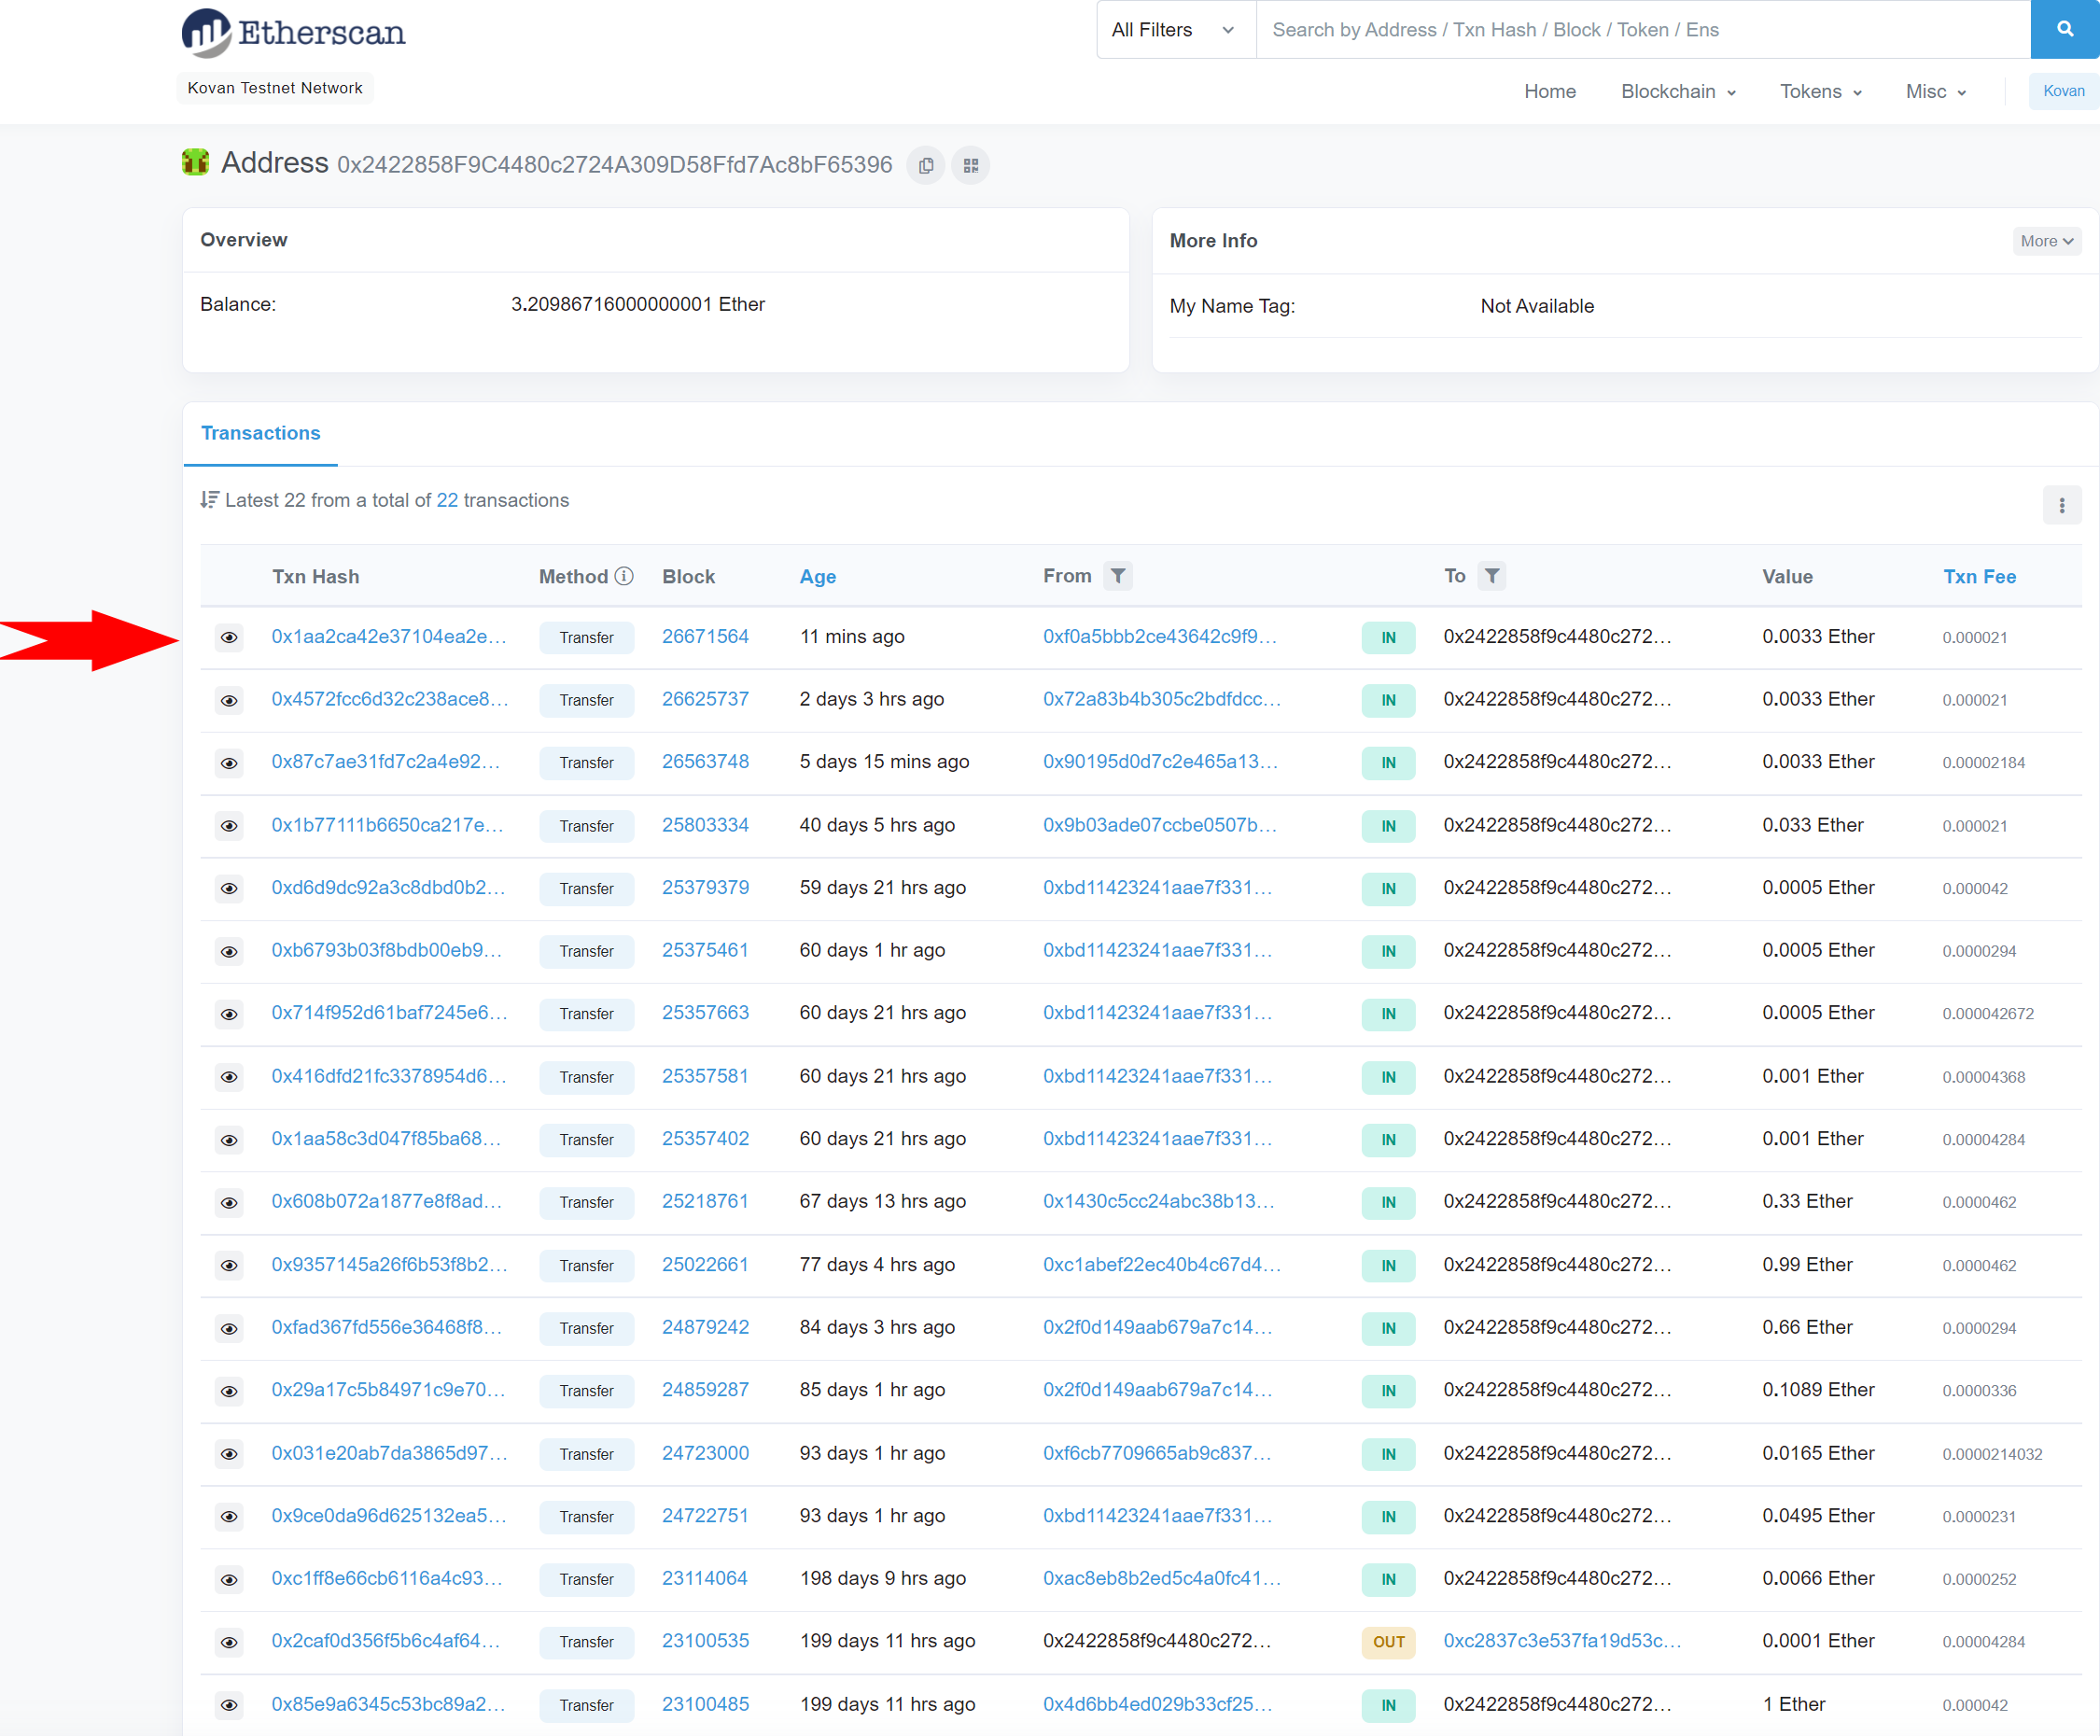 Etherscan
All Filters
Search by Address / Txn Hash / Block / Token / Ens
Kovan Testnet Network
Home Blockchain Tokens Misc Kovan
Address 0x2422858F9C4480c2724A309D58Ffd7Ac8bF65396
Overview
Balance: 3.20986716000000001 Ether
More Info More
My Name Tag: Not Available
Transactions
Latest 22 from a total of 22 transactions
Txn Hash Method Block Age From To Value Txn Fee
0x1aa2ca42e37104ea2e... Transfer 26671564 11 mins ago 0xf0a5bbb2ce43642c9f9... IN 0x2422858f9c4480c272... 0.0033 Ether 0.000021
0x4572fcc6d32c238ace8... Transfer 26625737 2 days 3 hrs ago 0x72a83b4b305c2bdfdcc... IN 0x2422858f9c4480c272... 0.0033 Ether 0.000021
0x87c7ae31fd7c2a4e92... Transfer 26563748 5 days 15 mins ago 0x90195d0d7c2e465a13... IN 0x2422858f9c4480c272... 0.0033 Ether 0.00002184
0x1b77111b6650ca217e... Transfer 25803334 40 days 5 hrs ago 0x9b03ade07ccbe0507b... IN 0x2422858f9c4480c272... 0.033 Ether 0.000021
0xd6d9dc92a3c8dbd0b2... Transfer 25379379 59 days 21 hrs ago 0xbd11423241aae7f331... IN 0x2422858f9c4480c272... 0.0005 Ether 0.000042
0xb6793b03f8bdb00eb9... Transfer 25375461 60 days 1 hr ago 0xbd11423241aae7f331... IN 0x2422858f9c4480c272... 0.0005 Ether 0.0000294
0x714f952d61baf7245e6... Transfer 25357663 60 days 21 hrs ago 0xbd11423241aae7f331... IN 0x2422858f9c4480c272... 0.0005 Ether 0.000042672
0x416dfd21fc3378954d6... Transfer 25357581 60 days 21 hrs ago 0xbd11423241aae7f331... IN 0x2422858f9c4480c272... 0.001 Ether 0.00004368
0x1aa58c3d047f85ba68... Transfer 25357402 60 days 21 hrs ago 0xbd11423241aae7f331... IN 0x2422858f9c4480c272... 0.001 Ether 0.00004284
0x608b072a1877e8f8ad... Transfer 25218761 67 days 13 hrs ago 0x1430c5cc24abc38b13... IN 0x2422858f9c4480c272... 0.33 Ether 0.0000462
0x9357145a26f6b53f8b2... Transfer 25022661 77 days 4 hrs ago 0xc1abef22ec40b4c67d4... IN 0x2422858f9c4480c272... 0.99 Ether 0.0000462
0xfad367fd556e36468f8... Transfer 24879242 84 days 3 hrs ago 0x2f0d149aab679a7c14... IN 0x2422858f9c4480c272... 0.66 Ether 0.0000294
0x29a17c5b84971c9e70... Transfer 24859287 85 days 1 hr ago 0x2f0d149aab679a7c14... IN 0x2422858f9c4480c272... 0.1089 Ether 0.0000336
0x031e20ab7da3865d97... Transfer 24723000 93 days 1 hr ago 0xf6cb7709665ab9c837... IN 0x2422858f9c4480c272... 0.0165 Ether 0.0000214032
0x9ce0da96d625132ea5... Transfer 24722751 93 days 1 hr ago 0xbd11423241aae7f331... IN 0x2422858f9c4480c272... 0.0495 Ether 0.0000231
0xc1ff8e66cb6116a4c93... Transfer 23114064 198 days 9 hrs ago 0xac8eb8b2ed5c4a0fc41... IN 0x2422858f9c4480c272... 0.0066 Ether 0.0000252
0x2caf0d356f5b6c4af64... Transfer 23100535 199 days 11 hrs ago 0x2422858f9c4480c272... OUT 0xc2837c3e537fa19d53c... 0.0001 Ether 0.00004284
0x85e9a6345c53bc89a2... Transfer 23100485 199 days 11 hrs ago 0x4d6bb4ed029b33cf25... IN 0x2422858f9c4480c272... 1 Ether 0.000042